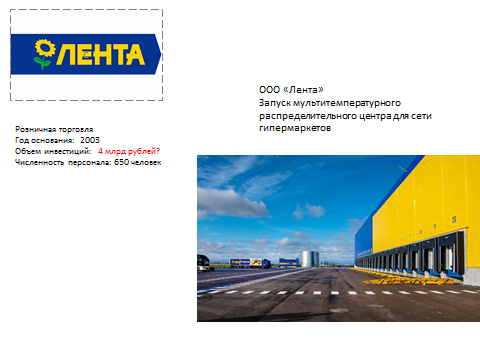 ЛЕНТА
ООО «Лента»
Запуск мультитемпературного
распределительного центра для сети
гипермаркетов
Розничная торговля
Год основания: 2003
Объем инвестиций: 4 млрд рублей?
Численность персонала: 650 человек